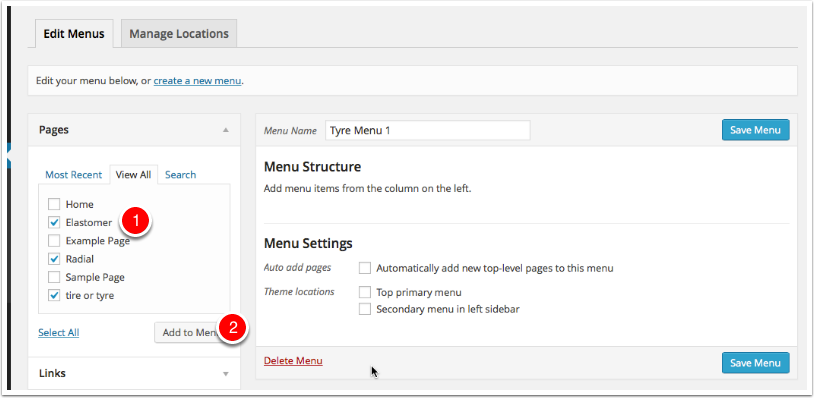 Edit Menus
Manage Locations
Edit your menu below, or create a new menu.
Pages
Most Recent
View All
Search
Home
Elastomer
1
Example Page
Radial
Sample Page
tire or tyre
Select All
Add to Men
2
Links
Menu Name
Tyre Menu 1
Save Menu
Menu Structure
Add menu items from the column on the left.
Menu Settings
Auto add pages
Automatically add new top-level pages to this menu
Theme locations
Top primary menu
Secondary menu in left sidebar
Delete Menu
Save Menu